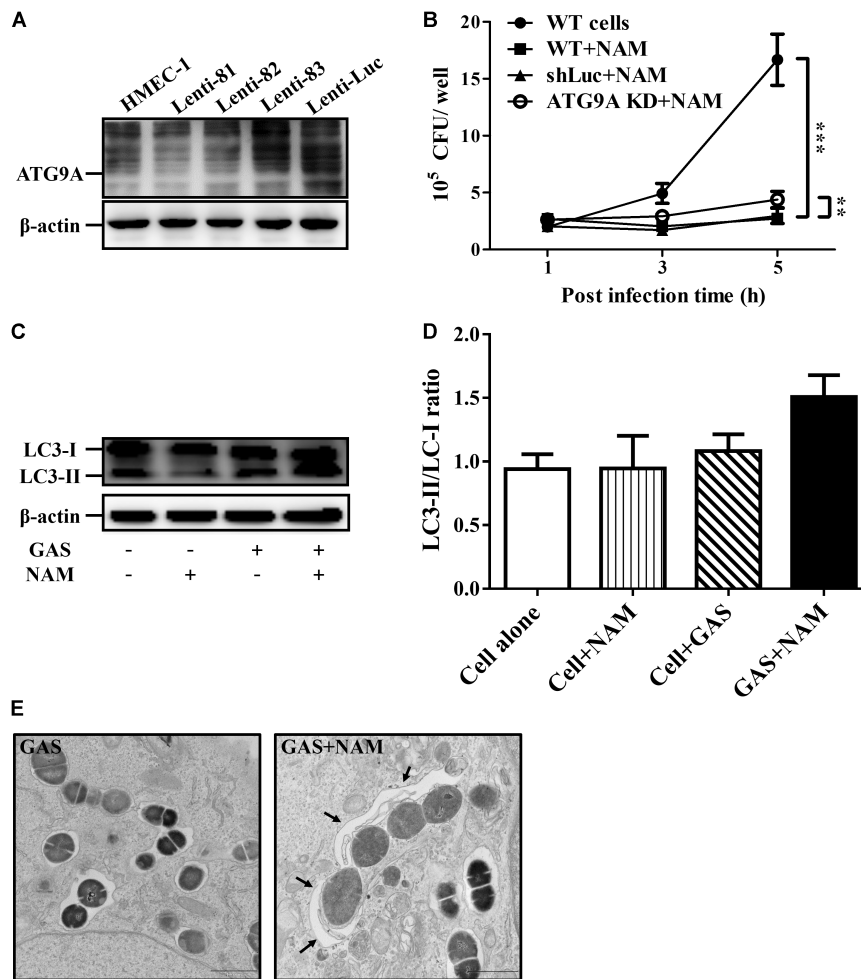 A
HMEC-1
Lenti-81
Lenti-82
Lenti-83
Lenti-Luc
ATG9A
β-actin
B
WT cells
WT+NAM
shLuc+NAM
ATG9A KD+NAM
10⁵ CFU/ well
20
15
10
5
0
1
3
5
***
**
Post infection time (h)
C
LC3-I
LC3-II
β-actin
GAS - - + +
NAM - + - +
D
LC3-II/LC-I ratio
2.0
1.5
1.0
0.5
0.0
Cell alone
Cell+NAM
Cell+GAS
GAS+NAM
E
GAS
GAS+NAM